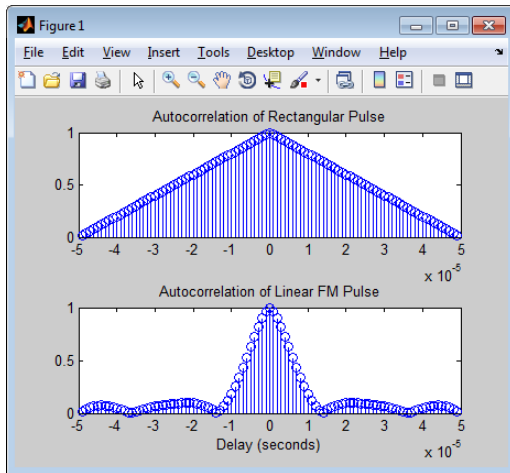 Figure 1
File Edit View Insert Tools Desktop Window Help
Autocorrelation of Rectangular Pulse
1
0.5
0
-5 -4 -3 -2 -1 0 1 2 3 4 5
x 10^-5
Autocorrelation of Linear FM Pulse
1
0.5
0
-5 -4 -3 -2 -1 0 1 2 3 4 5
Delay (seconds)
x 10^-5